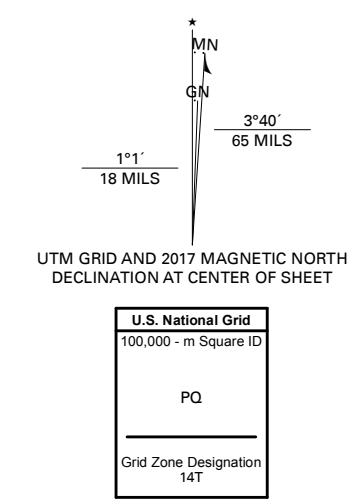 ★
MN
GN
3°40´
65 MILS
1°1´
18 MILS
UTM GRID AND 2017 MAGNETIC NORTH
DECLINATION AT CENTER OF SHEET
U.S. National Grid
100,000 - m Square ID
PQ
Grid Zone Designation
14T